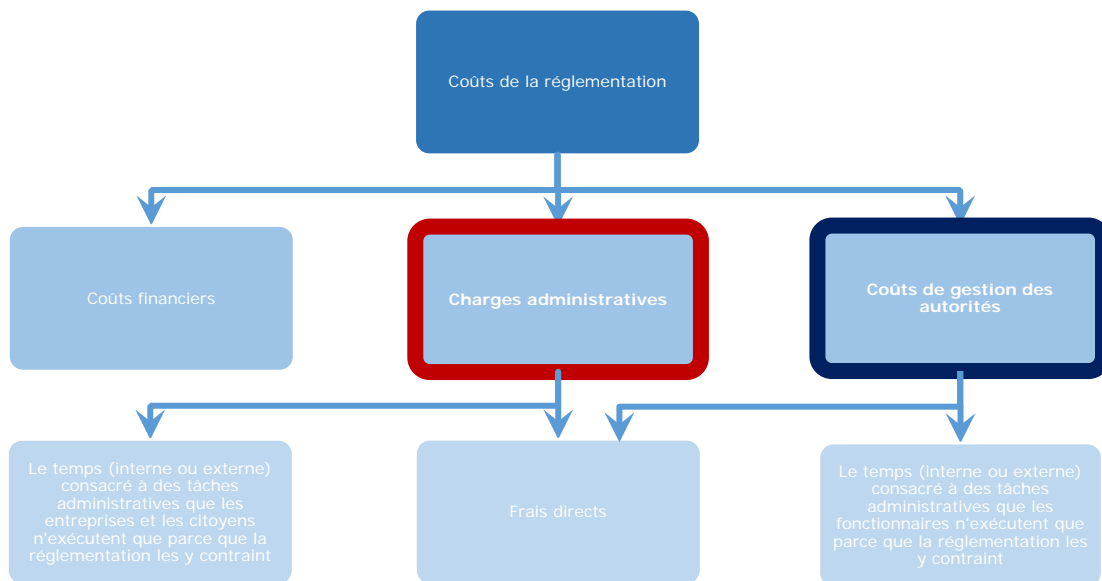 Coûts de la réglementation
Coûts financiers
Charges administratives
Coûts de gestion des
autorités
Le temps (interne ou externe)
consacré à des tâches
administratives que les
entreprises et les citoyens
n'exécutent que parce que la
réglementation les y contraint
Frais directs
Le temps (interne ou externe)
consacré à des tâches
administratives que les
fonctionnaires n'exécutent que
parce que la réglementation les
y contraint